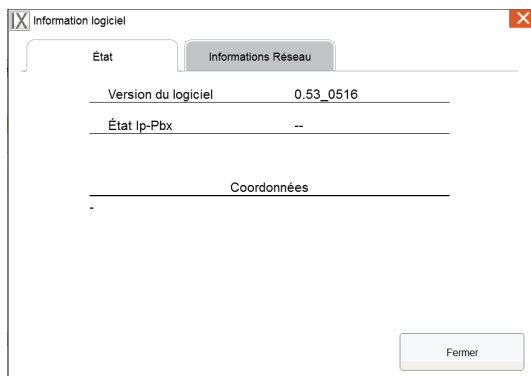 IX Information logiciel
État Informations Réseau
Version du logiciel 0.53_0516
État Ip-Pbx --
Coordonnées
-
Fermer